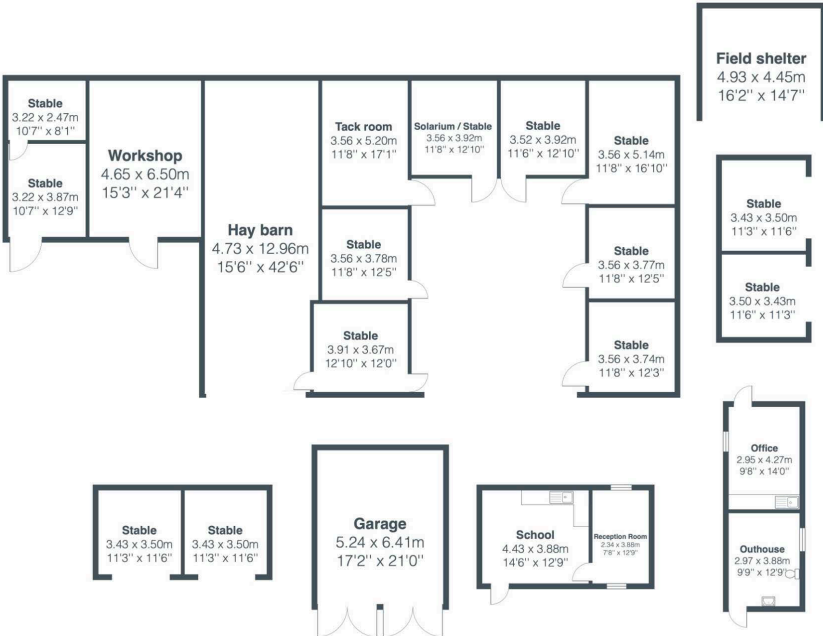 Field shelter
4.93 x 4.45m
16'2'' x 14'7''
Stable
3.22 x 2.47m
10'7'' x 8'1''
Workshop
4.65 x 6.50m
15'3'' x 21'4''
Stable
3.22 x 3.87m
10'7'' x 12'9''
Hay barn
4.73 x 12.96m
15'6'' x 42'6''
Tack room
3.56 x 5.20m
11'8'' x 17'1''
Solarium / Stable
3.56 x 3.92m
11'8'' x 12'10''
Stable
3.52 x 3.92m
11'6'' x 12'10''
Stable
3.56 x 5.14m
11'8'' x 16'10''
Stable
3.56 x 3.78m
11'8'' x 12'5''
Stable
3.56 x 3.77m
11'8'' x 12'5''
Stable
3.91 x 3.67m
12'10'' x 12'0''
Stable
3.56 x 3.74m
11'8'' x 12'3''
Stable
3.43 x 3.50m
11'3'' x 11'6''
Stable
3.50 x 3.43m
11'6'' x 11'3''
Stable
3.43 x 3.50m
11'3'' x 11'6''
Stable
3.43 x 3.50m
11'3'' x 11'6''
Garage
5.24 x 6.41m
17'2'' x 21'0''
School
4.43 x 3.88m
14'6'' x 12'9''
Reception Room
2.34 x 3.88m
7'8'' x 12'9''
Office
2.95 x 4.27m
9'8'' x 14'0''
Outhouse
2.97 x 3.88m
9'9'' x 12'9''